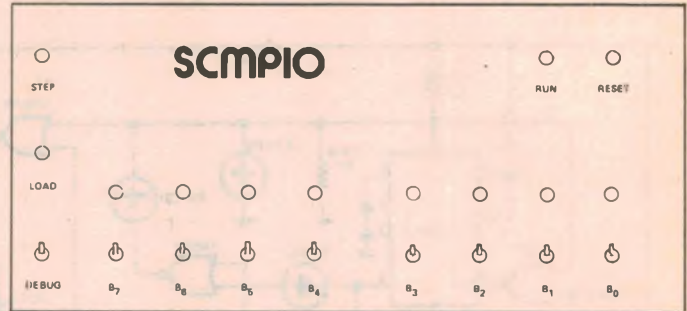 SCMPIO
STEP RUN RESET
LOAD
DEBUG B7 B6 B5 B4 B3 B2 B1 B0